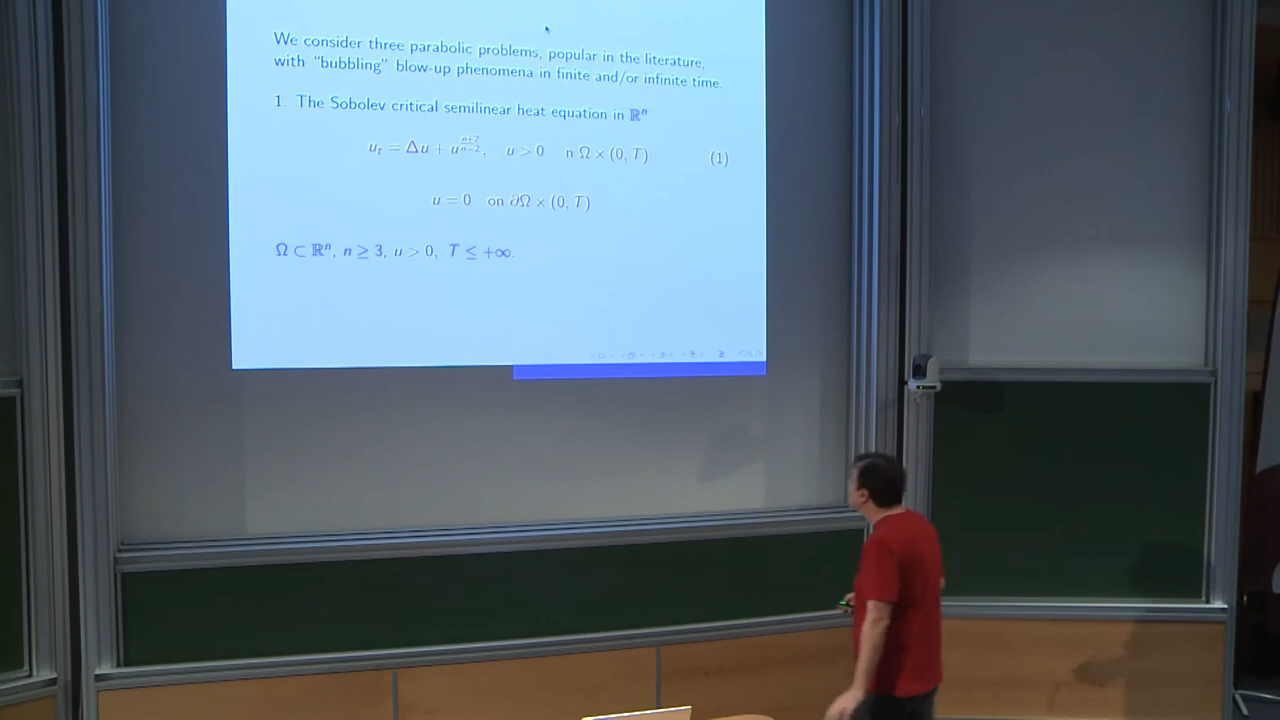 We consider three parabolic problems, popular in the literature,
with "bubbling" blow-up phenomena in finite and/or infinite time.
1. The Sobolev critical semilinear heat equation in ℝⁿ
u_t = Δu + u^{\frac{n+2}{n-2}}, u > 0 n Ω × (0, T) (1)
u = 0 on ∂Ω × (0, T)
Ω ⊂ ℝⁿ, n ≥ 3, u > 0, T ≤ +∞.